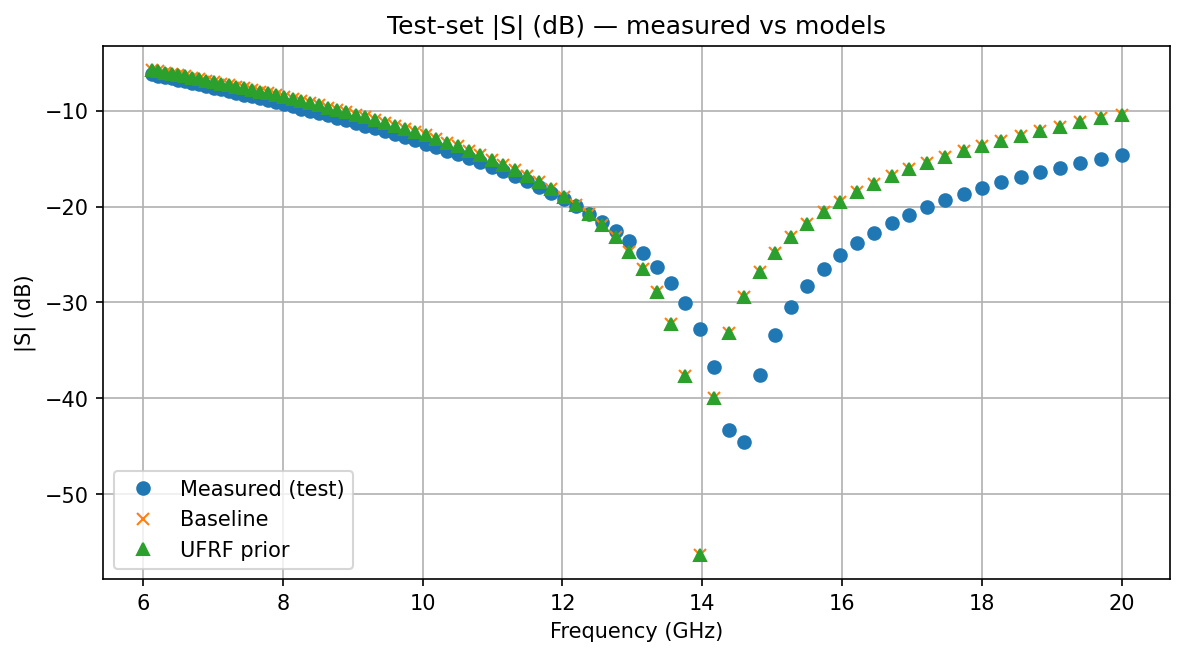 Test-set |S| (dB) — measured vs models
|S| (dB)
−10
−20
−30
−40
−50
Measured (test)
Baseline
UFRF prior
6
8
10
12
14
16
18
20
Frequency (GHz)